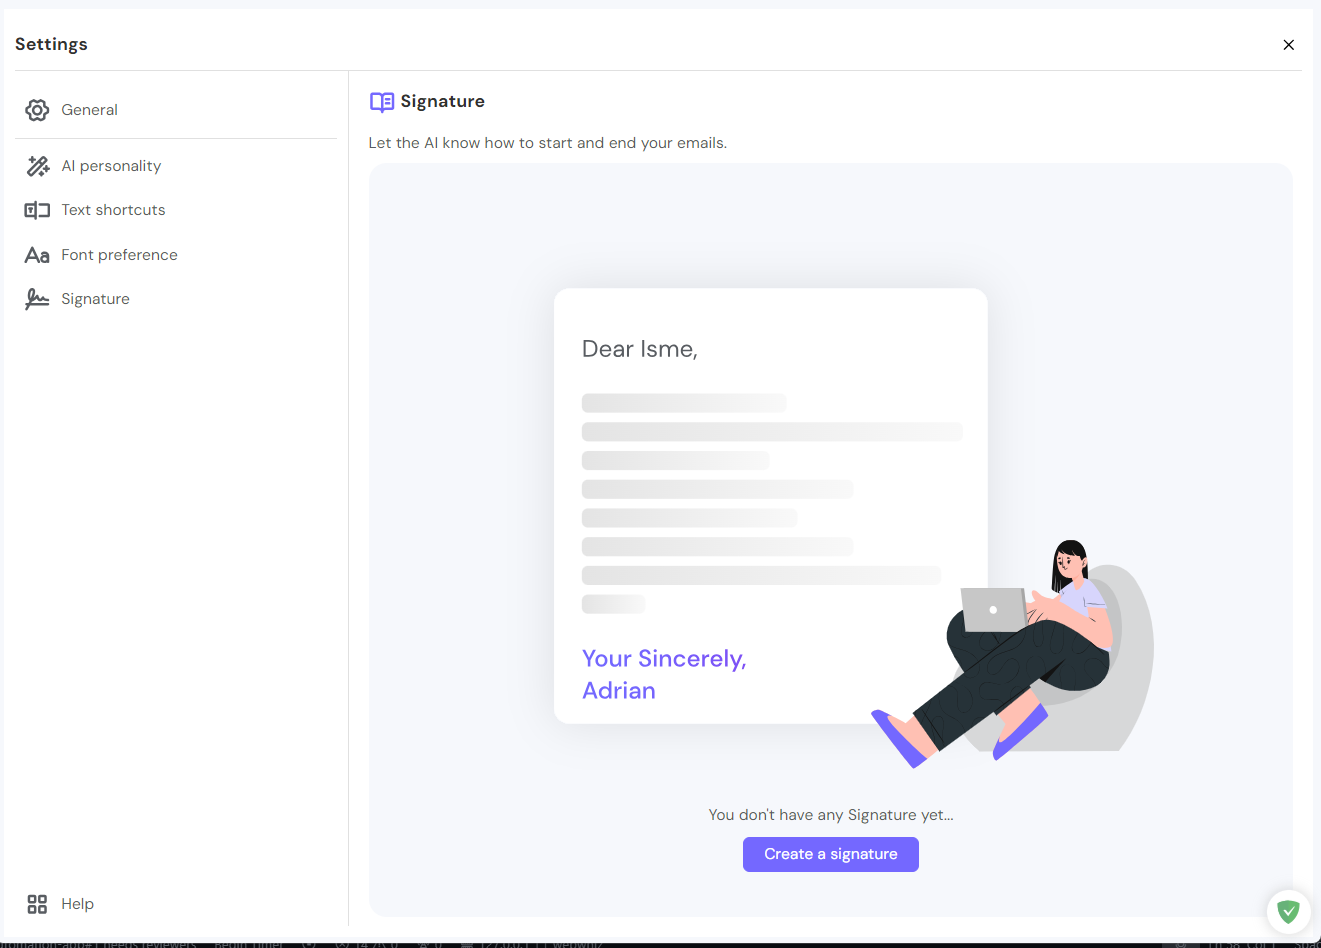 Settings
General
AI personality
Text shortcuts
Font preference
Signature
Help
Signature
Let the AI know how to start and end your emails.
Dear Isme,
Your Sincerely,
Adrian
You don't have any Signature yet...
Create a signature